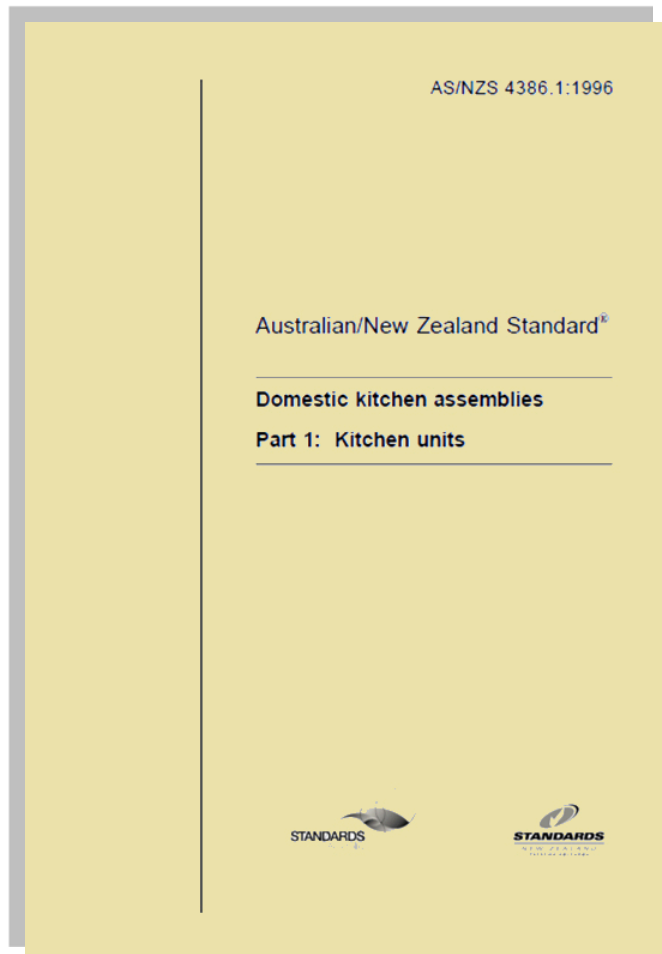 AS/NZS 4386.1:1996
Australian/New Zealand Standard®
Domestic kitchen assemblies
Part 1: Kitchen units
STANDARDS
STANDARDS
NEW ZEALAND